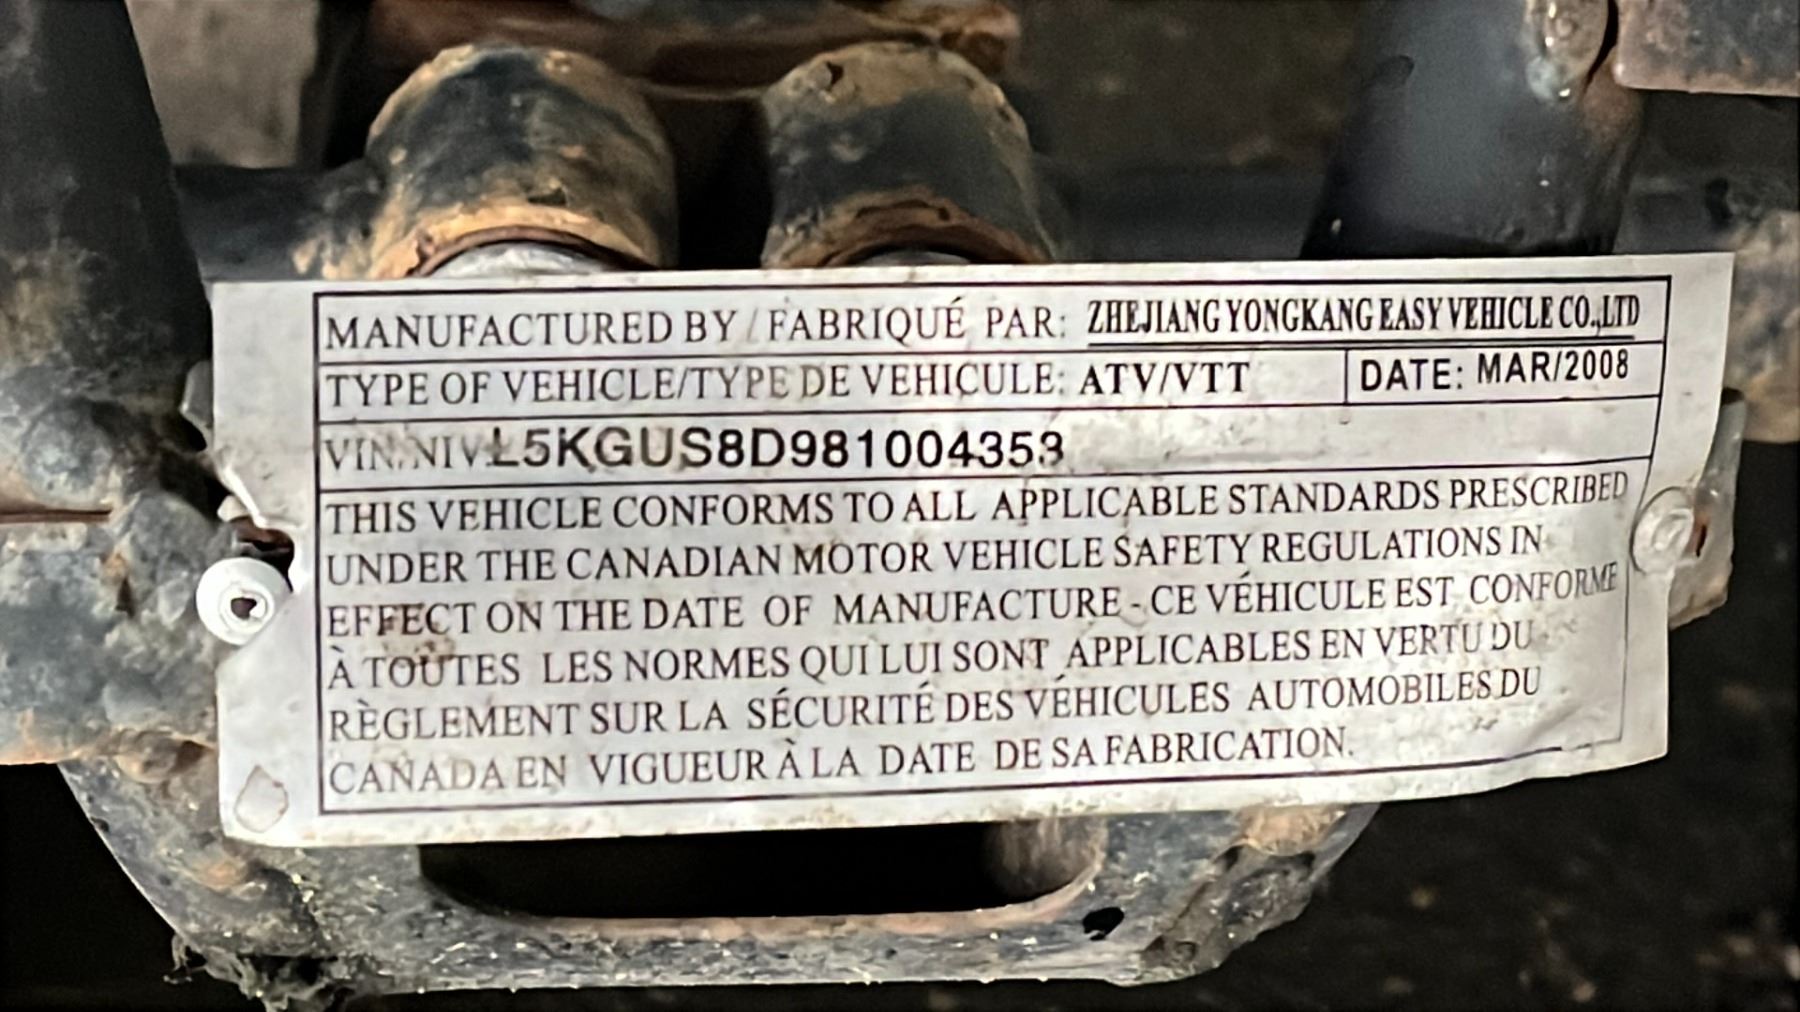 MANUFACTURED BY / FABRIQUÉ PAR: ZHEJIANG YONGKANG EASY VEHICLE CO.,LTD
TYPE OF VEHICLE/TYPE DE VEHICULE: ATV/VTT DATE: MAR/2008
VIN/NIV: L5KGUS8D981004353
THIS VEHICLE CONFORMS TO ALL APPLICABLE STANDARDS PRESCRIBED
UNDER THE CANADIAN MOTOR VEHICLE SAFETY REGULATIONS IN
EFFECT ON THE DATE OF MANUFACTURE - CE VÉHICULE EST CONFORME
À TOUTES LES NORMES QUI LUI SONT APPLICABLES EN VERTU DU
RÈGLEMENT SUR LA SÉCURITÉ DES VÉHICULES AUTOMOBILES DU
CANADA EN VIGUEUR À LA DATE DE SA FABRICATION.